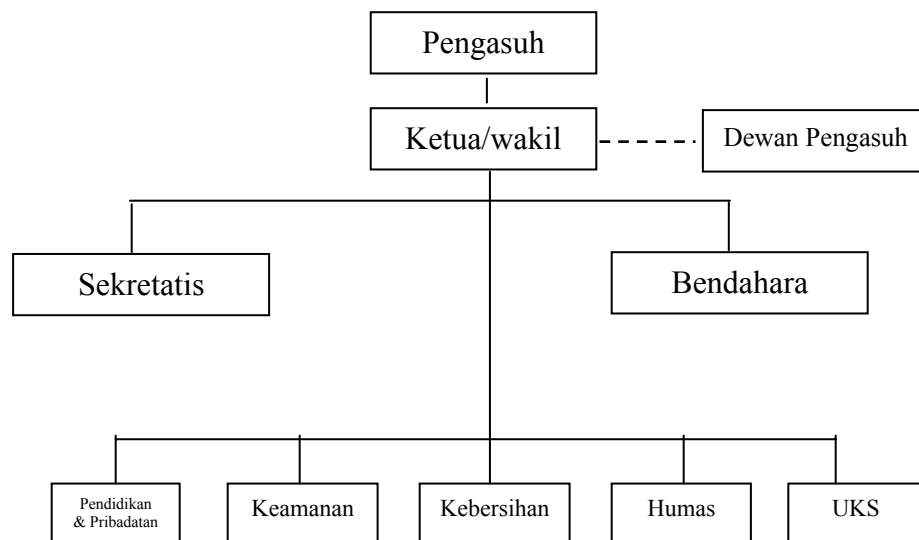 Pengasuh
Ketua/wakil
Dewan Pengasuh
Sekretatis
Bendahara
Pendidikan
& Pribadatan
Keamanan
Kebersihan
Humas
UKS